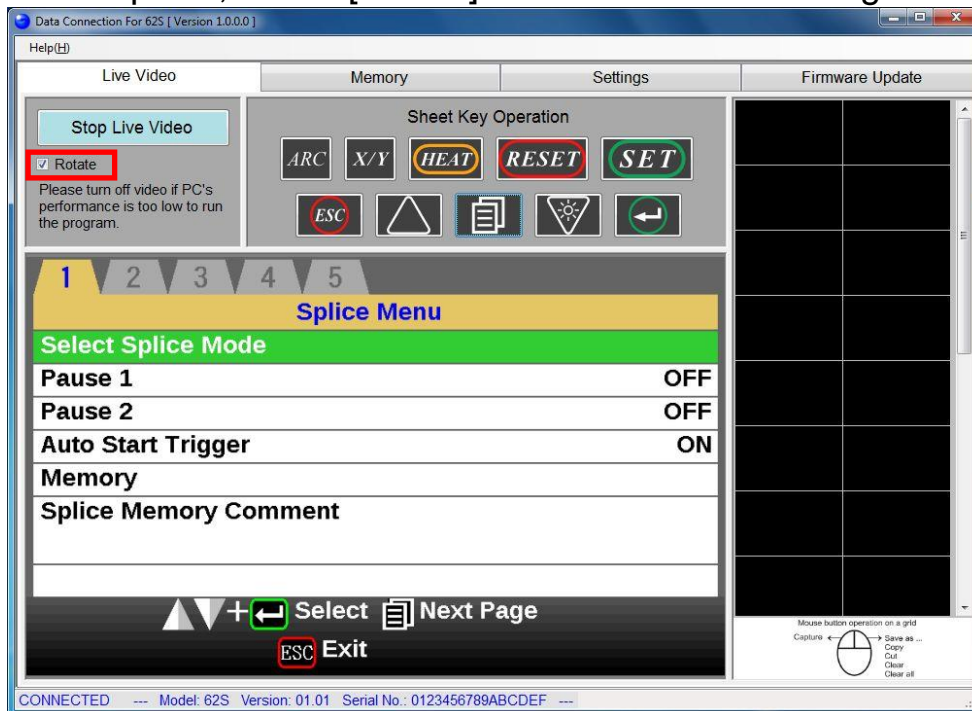 Data Connection For 62S [ Version 1.0.0.0 ]
Help(H)
Live Video Memory Settings Firmware Update
Stop Live Video
Rotate
Please turn off video if PC's
performance is too low to run
the program.
Sheet Key Operation
ARC X/Y HEAT RESET SET
ESC
1 2 3 4 5
Splice Menu
Select Splice Mode
Pause 1 OFF
Pause 2 OFF
Auto Start Trigger ON
Memory
Splice Memory Comment
+ Select Next Page
ESC Exit
Mouse button operation on a grid
Capture
Save as ...
Copy
Cut
Clear
Clear all
CONNECTED --- Model: 62S Version: 01.01 Serial No.: 0123456789ABCDEF ---